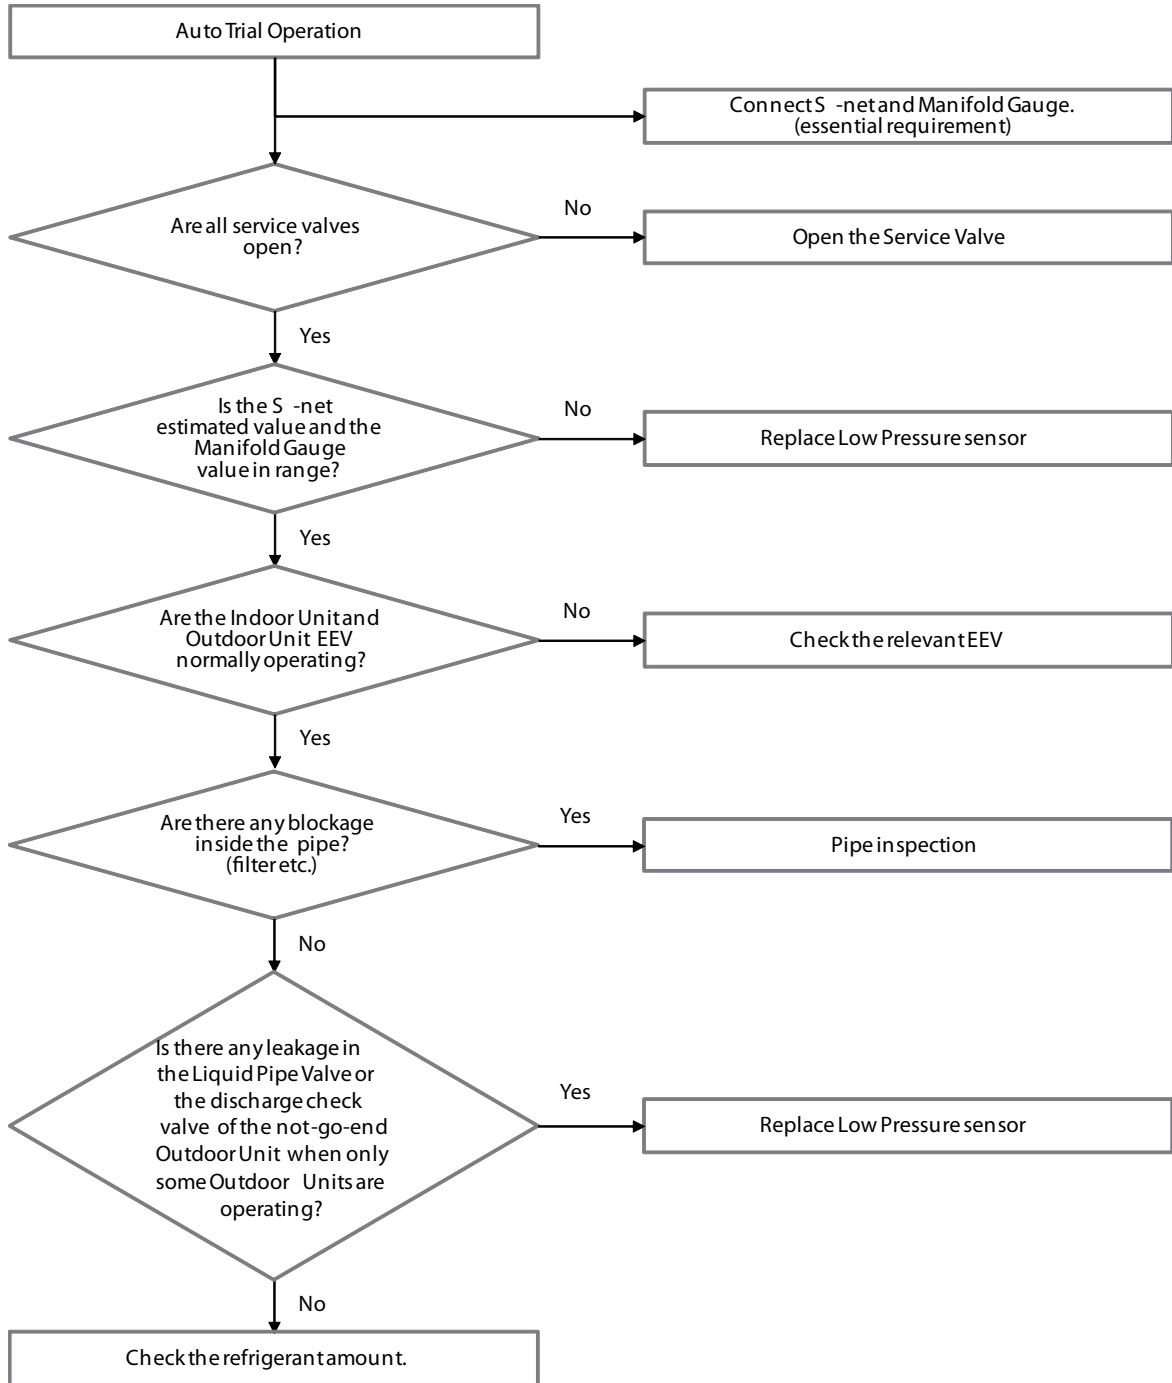 Auto Trial Operation
Connect S -net and Manifold Gauge.
(essential requirement)
Are all service valves
open?
No
Open the Service Valve
Yes
Is the S -net
estimated value and the
Manifold Gauge
value in range?
No
Replace Low Pressure sensor
Yes
Are the Indoor Unit and
Outdoor Unit EEV
normally operating?
No
Check the relevant EEV
Yes
Are there any blockage
inside the pipe?
(filter etc.)
Yes
Pipe inspection
No
Is there any leakage in
the Liquid Pipe Valve or
the discharge check
valve of the not-go-end
Outdoor Unit when only
some Outdoor Units are
operating?
Yes
Replace Low Pressure sensor
No
Check the refrigerant amount.